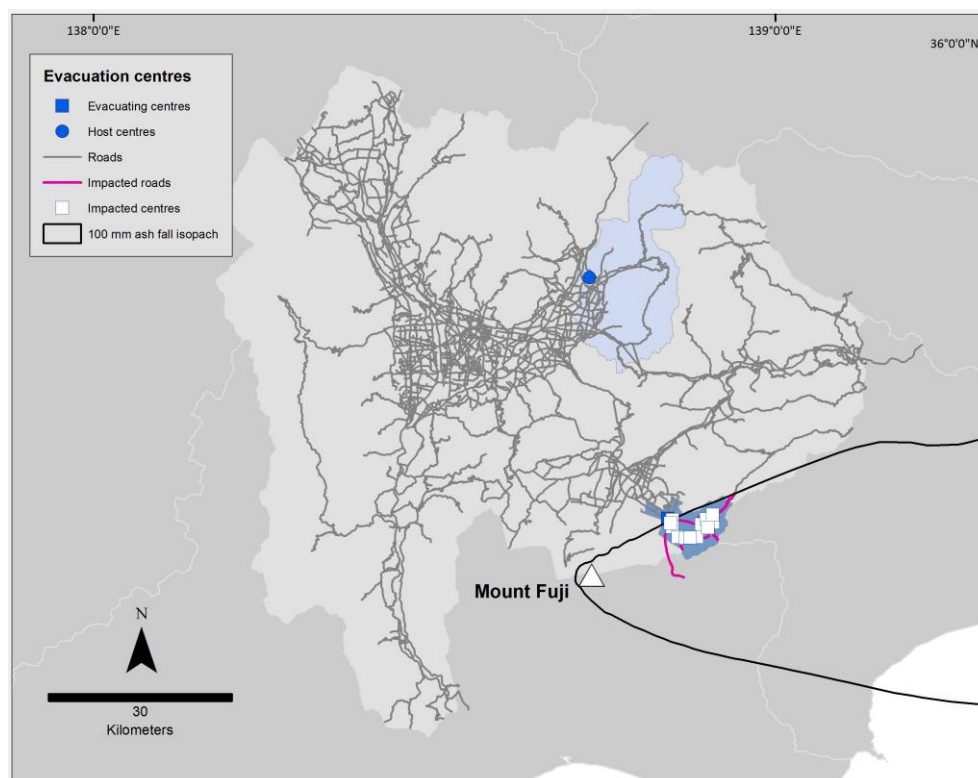 138°0'0"E
139°0'0"E
36°0'0"N
Evacuation centres
Evacuating centres
Host centres
Roads
Impacted roads
Impacted centres
100 mm ash fall isopach
Mount Fuji
N
30
Kilometers